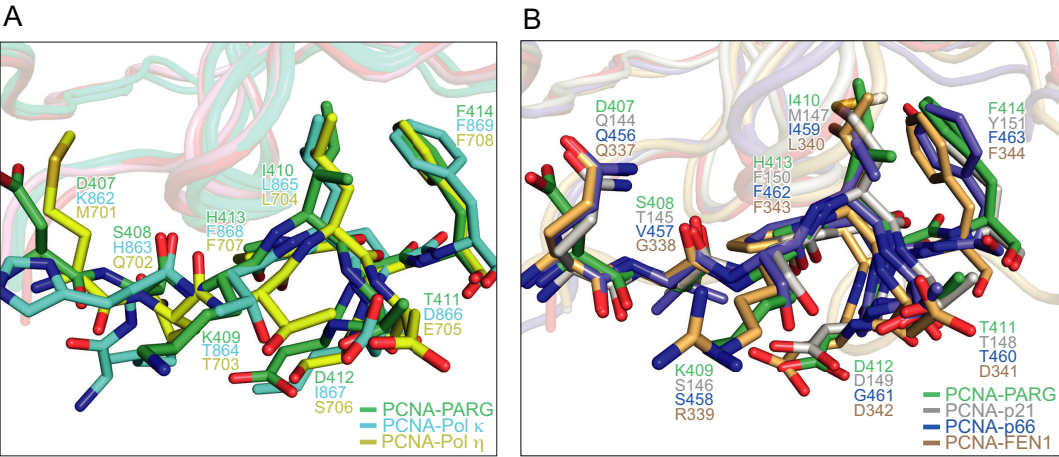 A
B
F414
F869
F708
D407
K862
M701
I410
L865
L704
S408
H863
Q702
H413
F868
F707
T411
D866
E705
K409
T864
T703
D412
I867
S706
PCNA-PARG
PCNA-Pol κ
PCNA-Pol η
D407
Q144
Q456
Q337
I410
M147
I459
L340
F414
Y151
F463
F344
H413
F150
F462
F343
S408
T145
V457
G338
T411
T148
T460
D341
K409
S146
S458
R339
D412
D149
G461
D342
PCNA-PARG
PCNA-p21
PCNA-p66
PCNA-FEN1